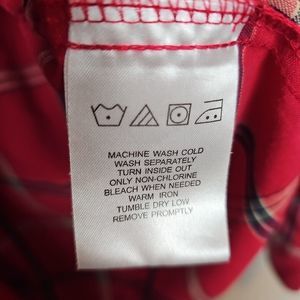 MACHINE WASH COLD
WASH SEPARATELY
TURN INSIDE OUT
ONLY NON-CHLORINE
BLEACH WHEN NEEDED
WARM IRON
TUMBLE DRY LOW
REMOVE PROMPTLY